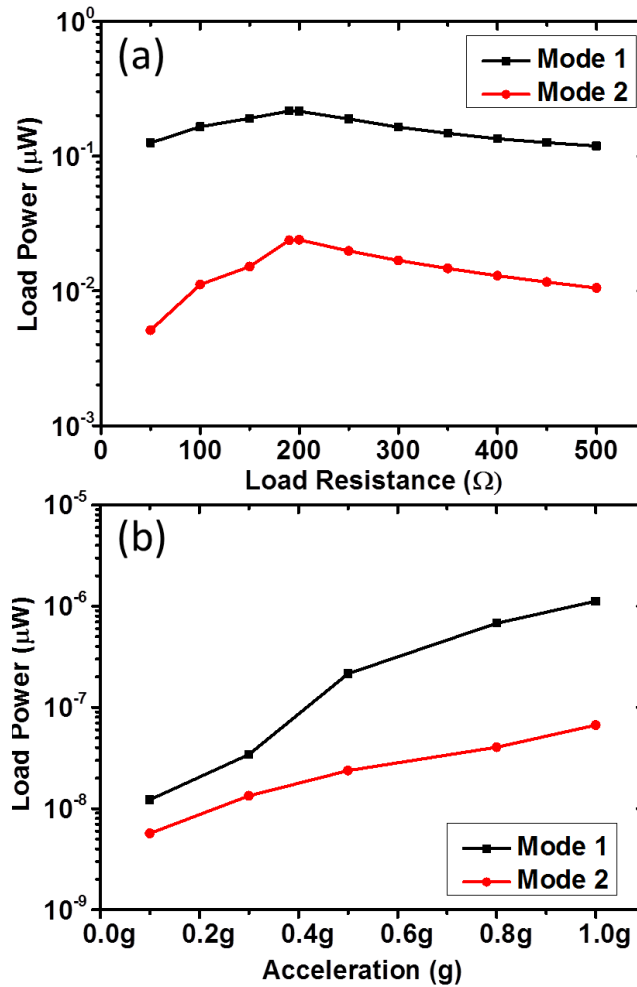 (a)
Mode 1
Mode 2
Load Power (μW)
10⁰
10⁻¹
10⁻²
10⁻³
0 100 200 300 400 500
Load Resistance (Ω)
(b)
Load Power (μW)
10⁻⁵
10⁻⁶
10⁻⁷
10⁻⁸
10⁻⁹
Mode 1
Mode 2
0.0g 0.2g 0.4g 0.6g 0.8g 1.0g
Acceleration (g)